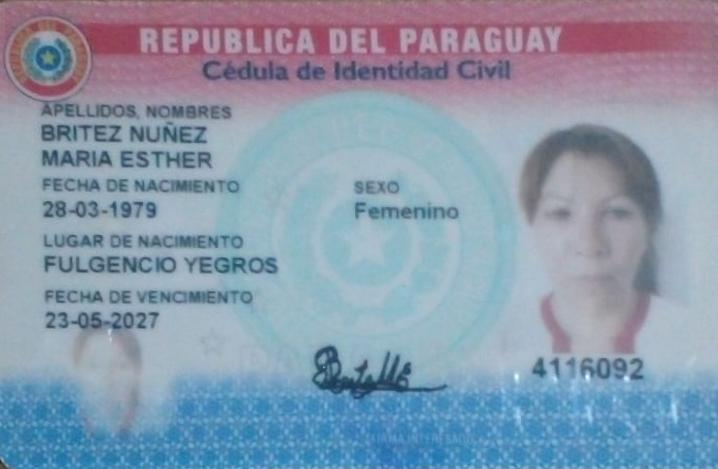 REPUBLICA DEL PARAGUAY
Cédula de Identidad Civil
APELLIDOS, NOMBRES
BRITEZ NUÑEZ
MARIA ESTHER
FECHA DE NACIMIENTO
28-03-1979
SEXO
Femenino
LUGAR DE NACIMIENTO
FULGENCIO YEGROS
FECHA DE VENCIMIENTO
23-05-2027
4116092